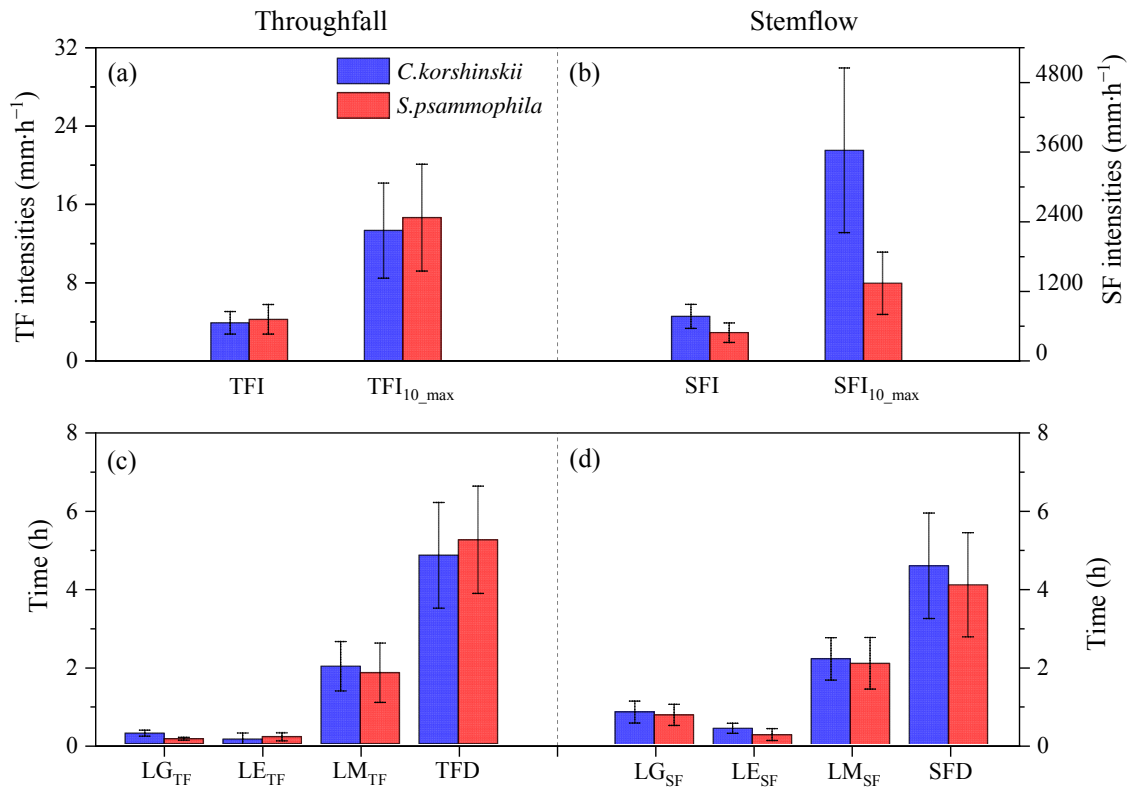 Throughfall Stemflow
(a) (b)
C.korshinskii
S.psammophila
TF intensities (mm·h⁻¹)
32
24
16
8
0
SF intensities (mm·h⁻¹)
4800
3600
2400
1200
0
TFI TFI10_max SFI SFI10_max
(c) (d)
Time (h)
8
6
4
2
0
Time (h)
8
6
4
2
0
LGTF LETF LMTF TFD LGSF LESF LMSF SFD